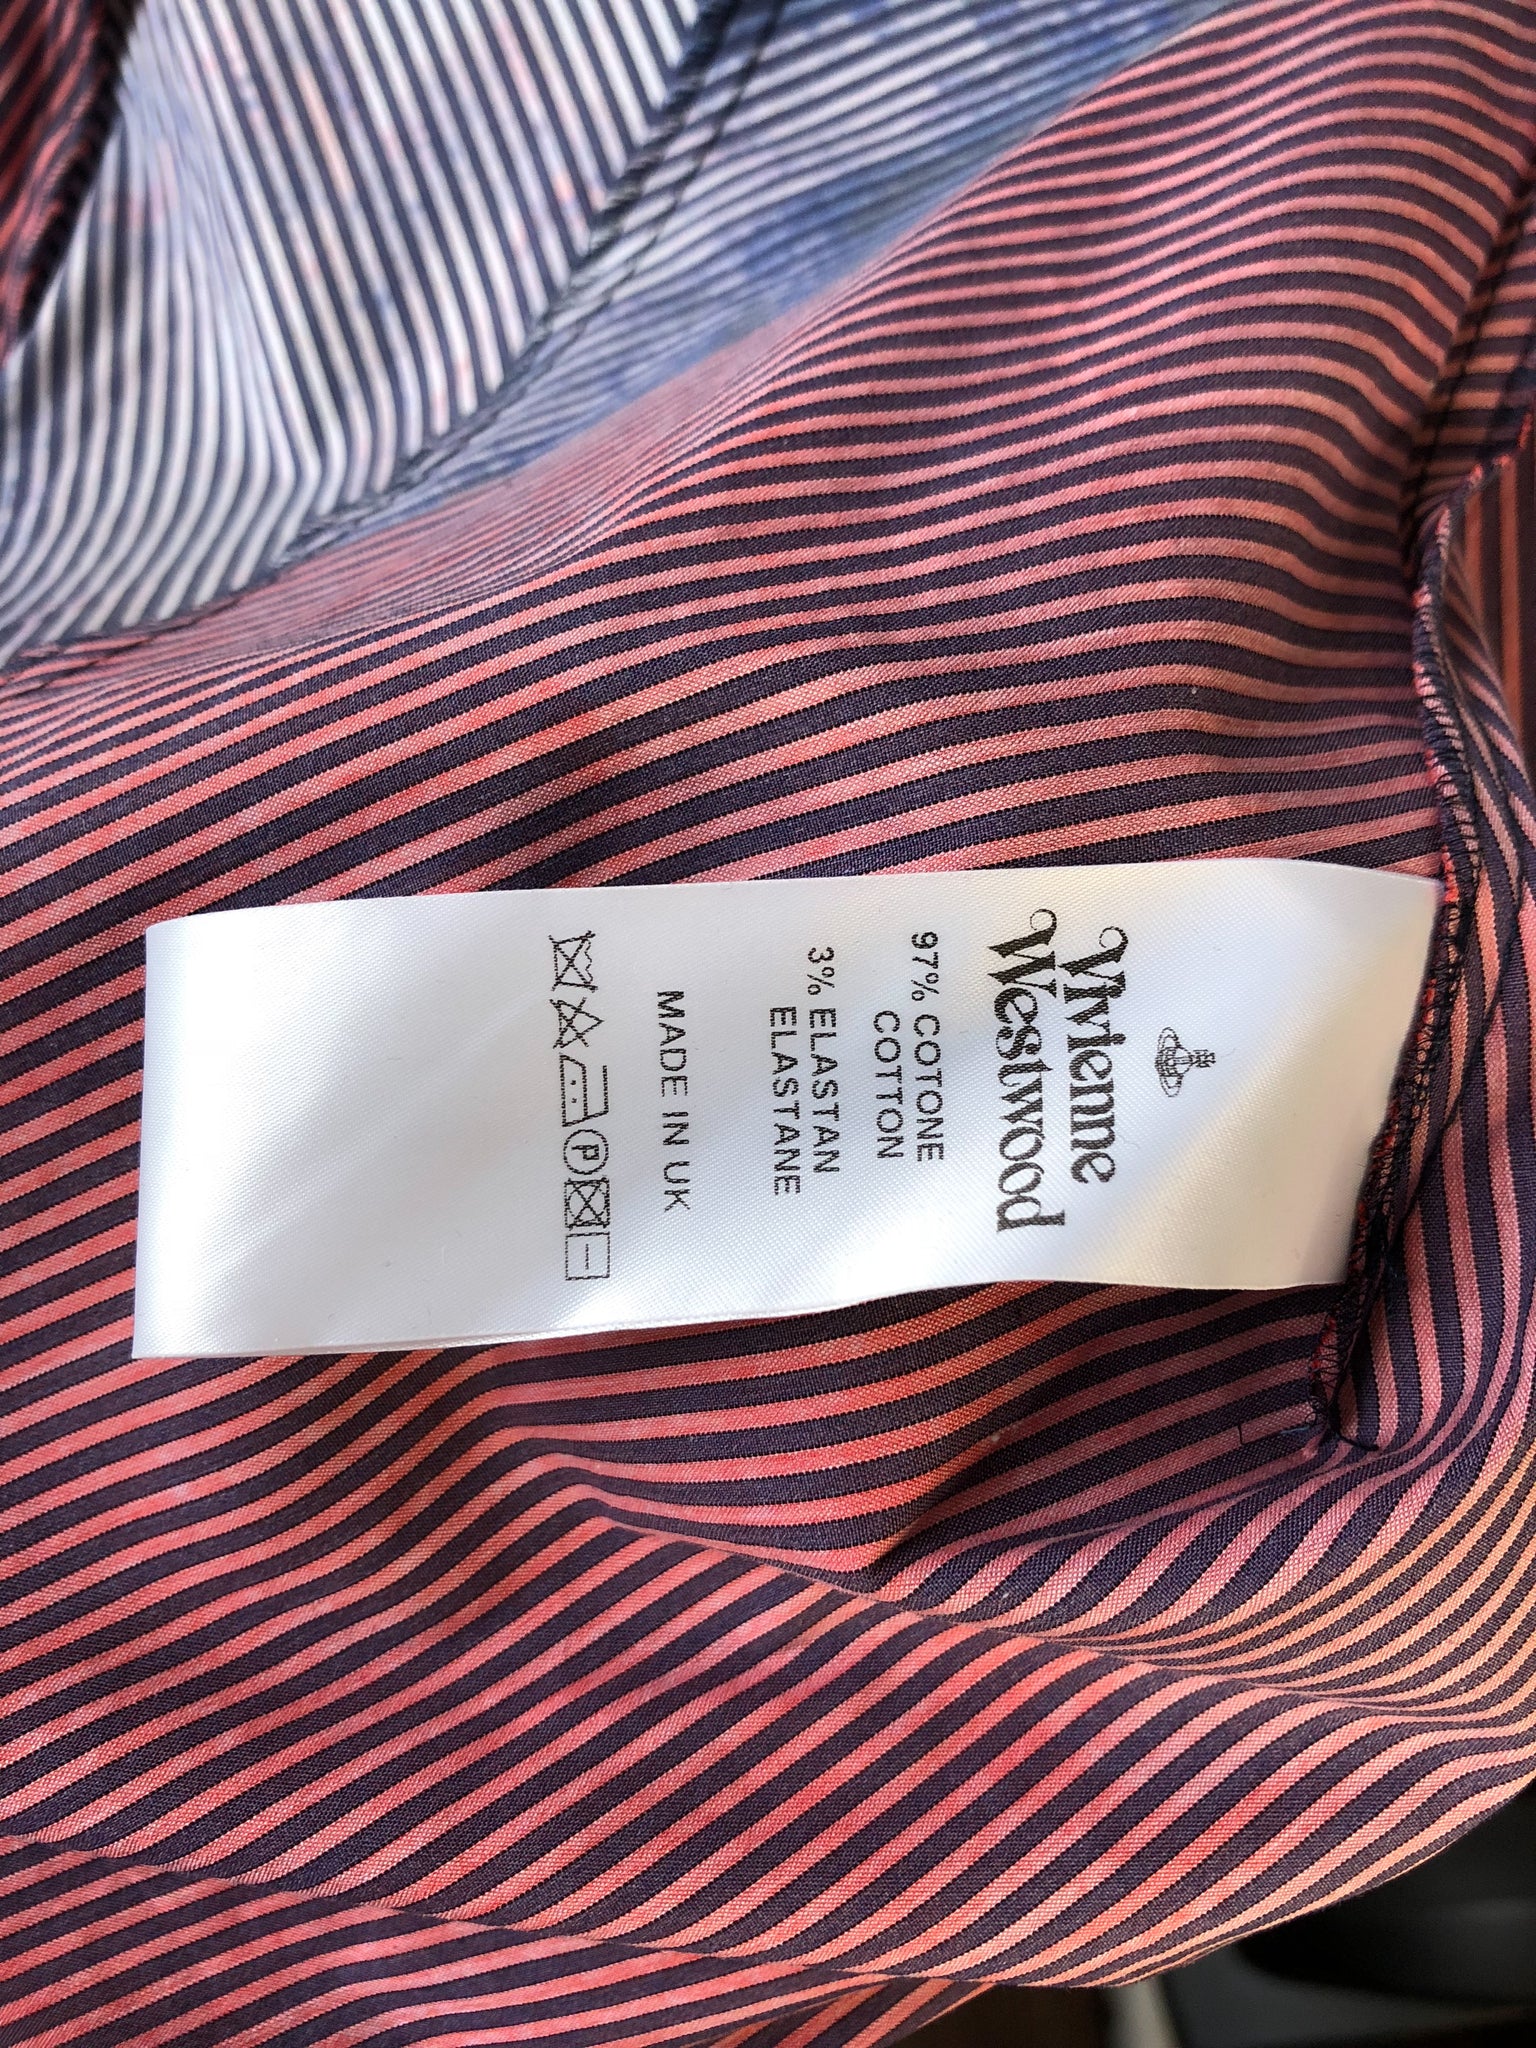 Vivienne
Westwood
97% COTONE
COTTON
3% ELASTAN
ELASTANE
MADE IN UK
P